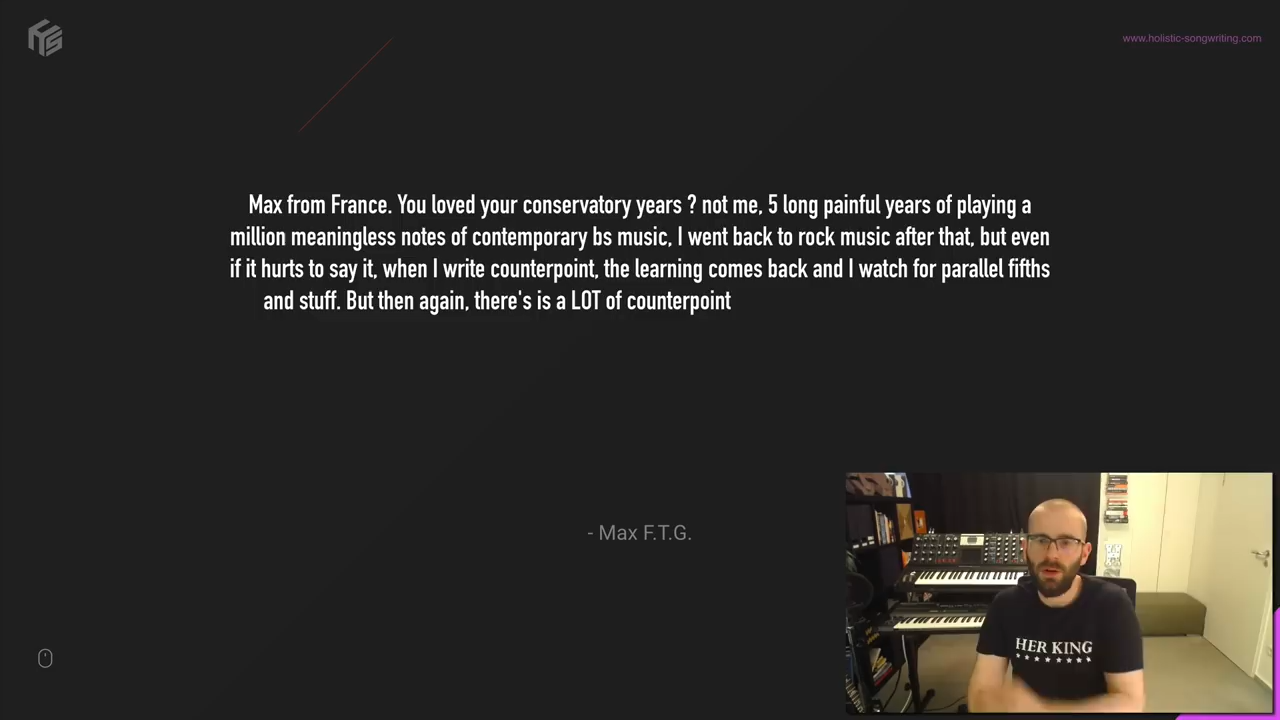 www.holistic-songwriting.com
Max from France. You loved your conservatory years ? not me, 5 long painful years of playing a
million meaningless notes of contemporary bs music, I went back to rock music after that, but even
if it hurts to say it, when I write counterpoint, the learning comes back and I watch for parallel fifths
and stuff. But then again, there's is a LOT of counterpoint
- Max F.T.G.
HER KING